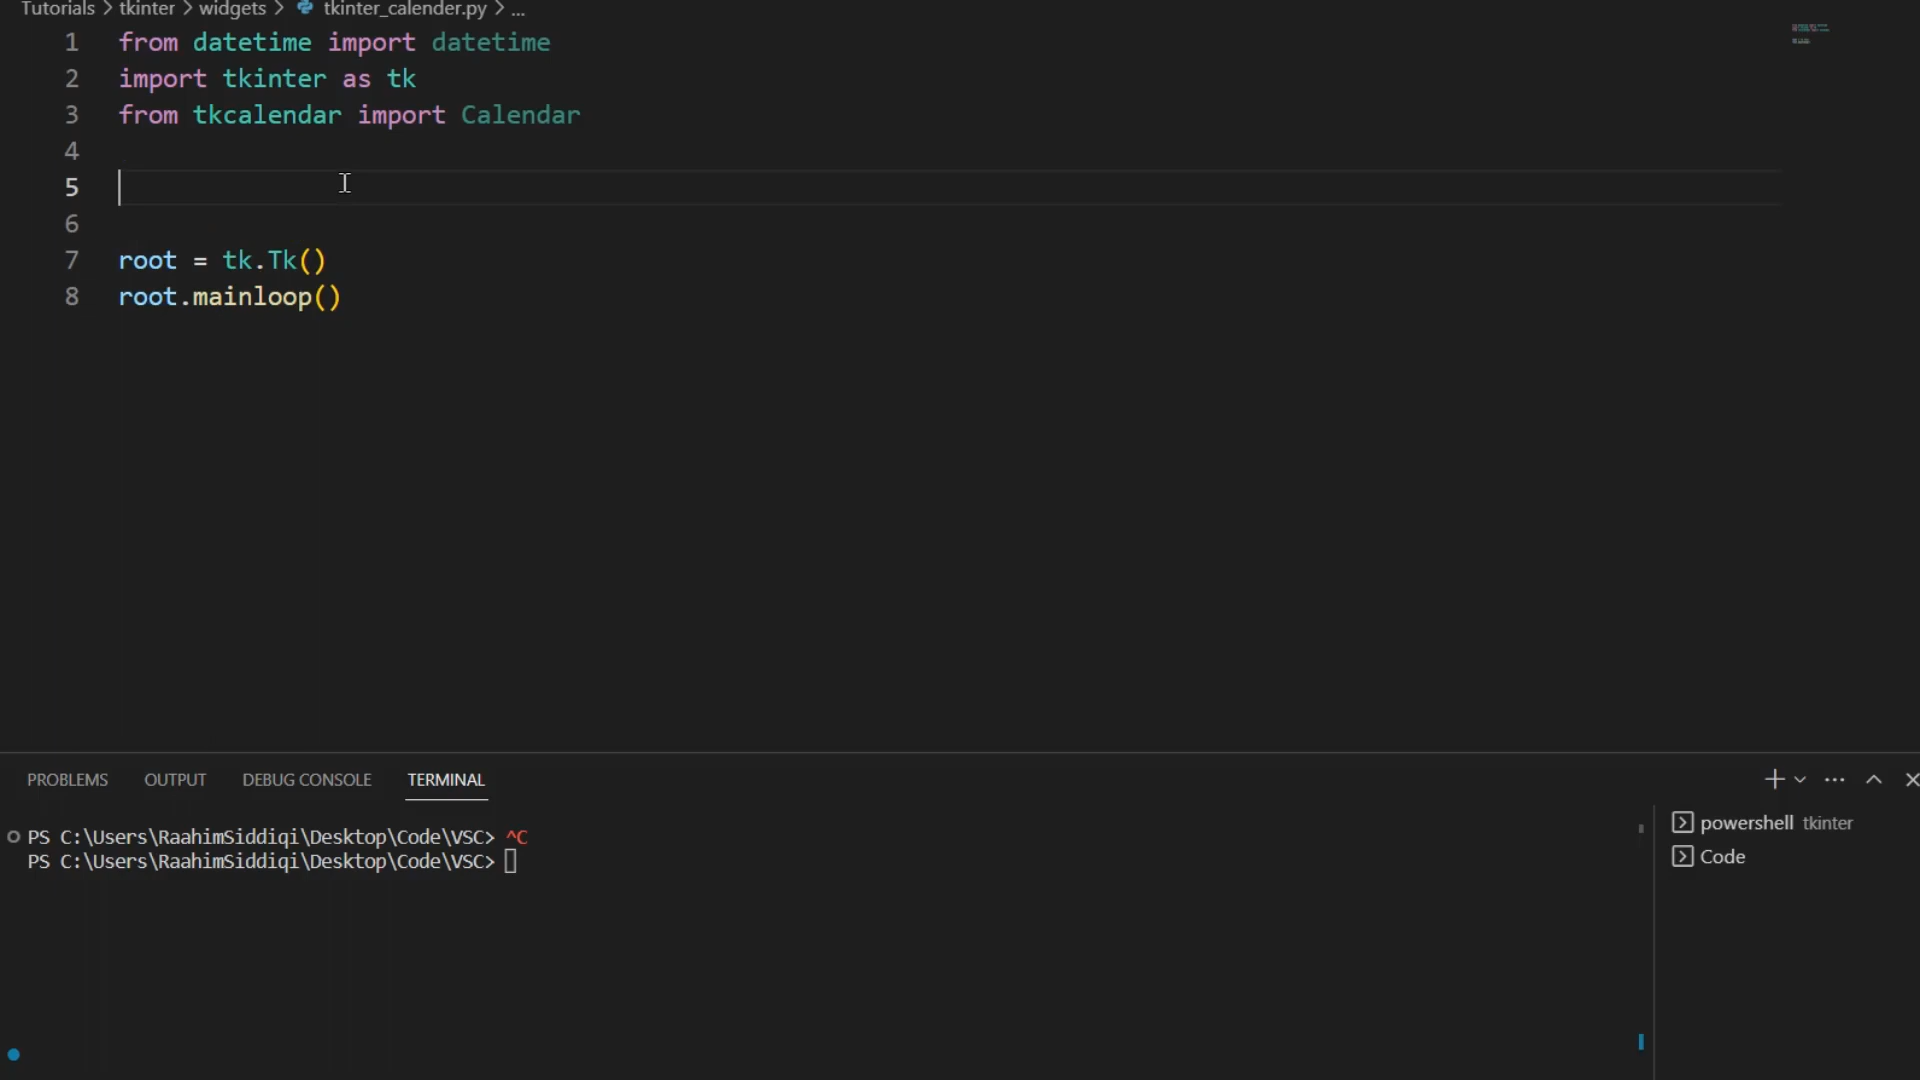 Tutorials > tkinter > widgets > tkinter_calender.py > ...
1 from datetime import datetime
2 import tkinter as tk
3 from tkcalendar import Calendar
4
5
6
7 root = tk.Tk()
8 root.mainloop()
PROBLEMS OUTPUT DEBUG CONSOLE TERMINAL
PS C:\Users\RaahimSiddiqi\Desktop\Code\VSC> ^C
PS C:\Users\RaahimSiddiqi\Desktop\Code\VSC>
powershell tkinter
Code